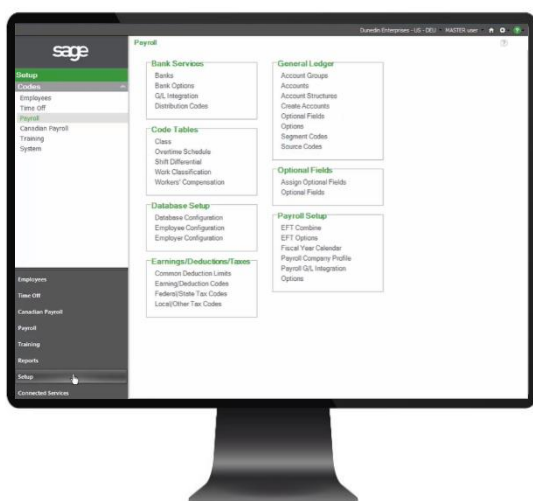 Dunedin Enterprises - US - DEU
MASTER user
sage
Setup
Codes
Employees
Time Off
Payroll
Canadian Payroll
Training
System
Employees
Time Off
Canadian Payroll
Payroll
Training
Reports
Setup
Connected Services
Payroll
Bank Services
Banks
Bank Options
G/L Integration
Distribution Codes
Code Tables
Class
Overtime Schedule
Shift Differential
Work Classification
Workers' Compensation
Database Setup
Database Configuration
Employee Configuration
Employer Configuration
Earnings/Deductions/Taxes
Common Deduction Limits
Earning/Deduction Codes
Federal/State Tax Codes
Local/Other Tax Codes
General Ledger
Account Groups
Accounts
Account Structures
Create Accounts
Optional Fields
Options
Segment Codes
Source Codes
Optional Fields
Assign Optional Fields
Optional Fields
Payroll Setup
EFT Combine
EFT Options
Fiscal Year Calendar
Payroll Company Profile
Payroll G/L Integration
Options